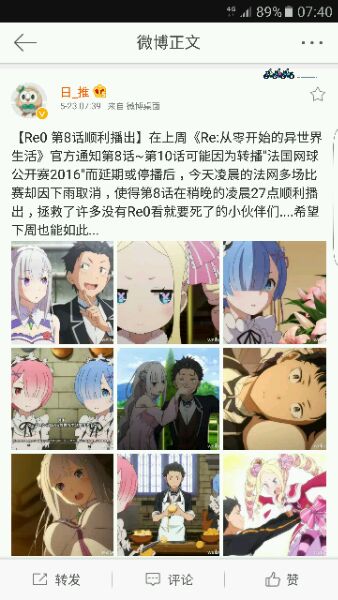 4G 89% 07:40
微博正文
日_推
5-23 07:39 来自 微博桌面
【Re0 第8话顺利播出】在上周《Re:从零开始的异世界
生活》官方通知第8话~第10话可能因为转播"法国网球
公开赛2016"而延期或停播后，今天凌晨的法网多场比
赛却因下雨取消，使得第8话在稍晚的凌晨27点顺利播
出，拯救了许多没有Re0看就要死了的小伙伴们....希望
下周也能如此...
转发 评论 赞